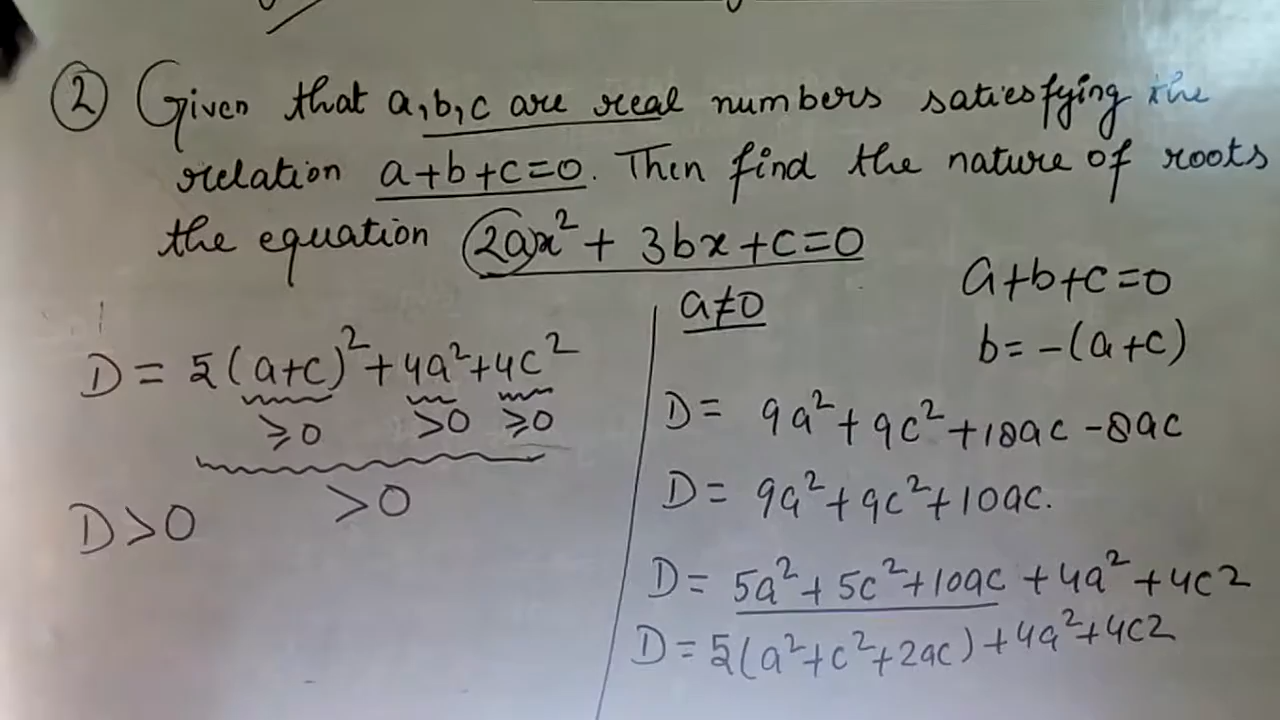 ② Given that a,b,c are real numbers satiesfying the
relation a+b+c=0. Then find the nature of roots
the equation 2ax² + 3bx+c=0
a≠0
a+b+c=0
b=-(a+c)
D= 9a²+9c²+18ac-8ac
D= 9a²+9c²+10ac.
D= 5a²+5c²+10ac+4a²+4c2
D=5(a²+c²+2ac)+4a²+4c2
D=5(a+c)²+4a²+4c2
⩾0 >0 ⩾0
>0
D>0